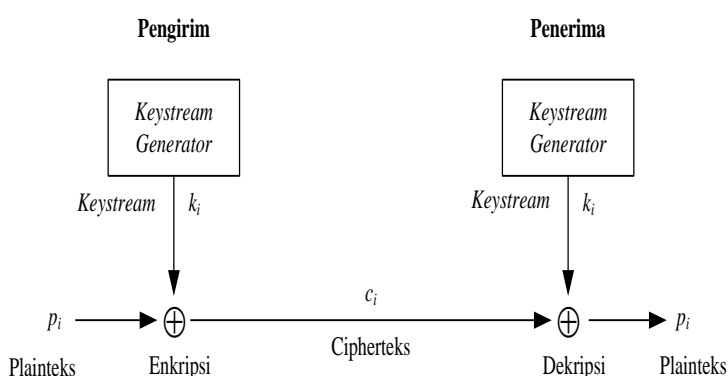 Pengirim
Penerima
Keystream
Generator
Keystream
Generator
Keystream kᵢ
Keystream kᵢ
pᵢ
cᵢ
pᵢ
Plainteks
Enkripsi
Cipherteks
Dekripsi
Plainteks